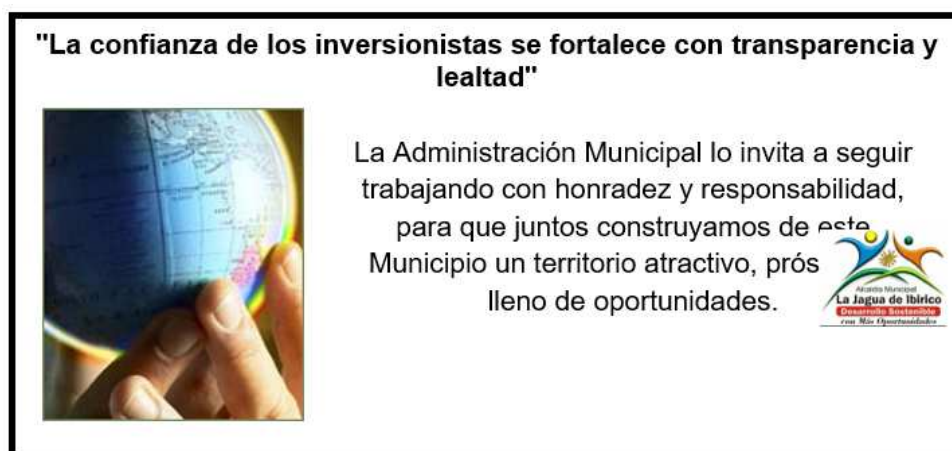 "La confianza de los inversionistas se fortalece con transparencia y
lealtad"
La Administración Municipal lo invita a seguir
trabajando con honradez y responsabilidad,
para que juntos construyamos de este
Municipio un territorio atractivo, prós
lleno de oportunidades.
Alcaldía Municipal
La Jagua de Ibirico
Desarrollo Sostenible
con Más Oportunidades